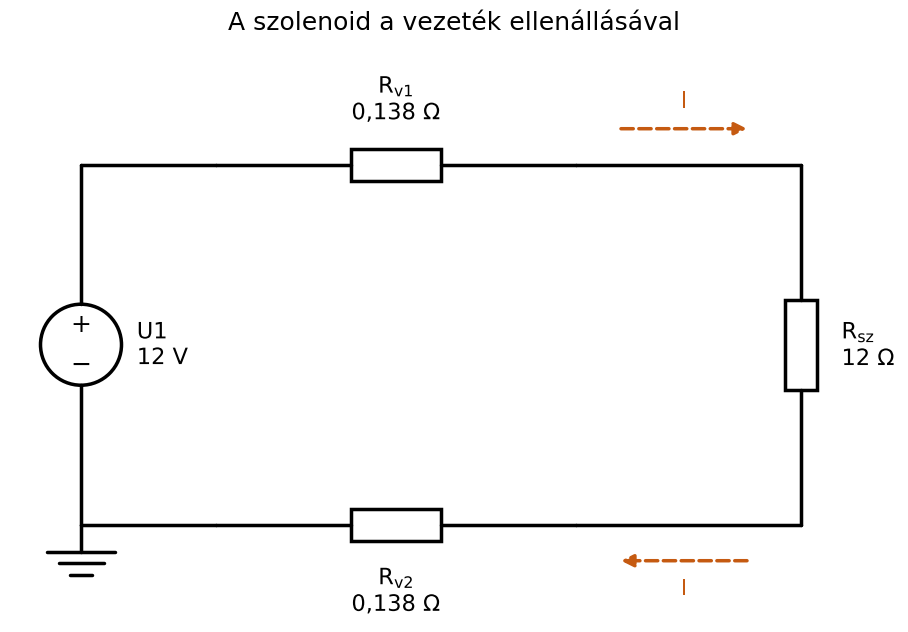 A szolenoid a vezeték ellenállásával
Rv1
0,138 Ω
I
+
−
U1
12 V
Rsz
12 Ω
Rv2
0,138 Ω
I